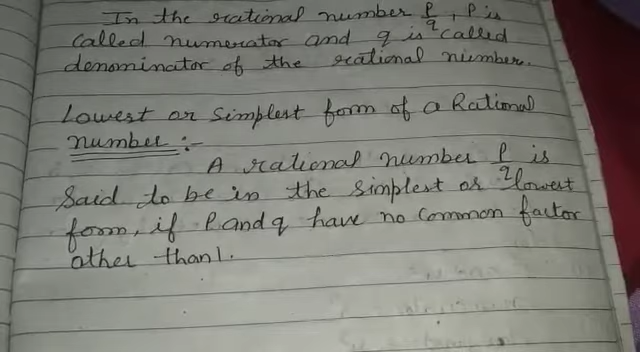 In the rational number p/q, p is
called numerator and q is called
denominator of the rational number.
Lowest or simplest form of a Rational
number :-
A rational number p/q is
said to be in the simplest or lowest
form, if p and q have no common factor
other than 1.